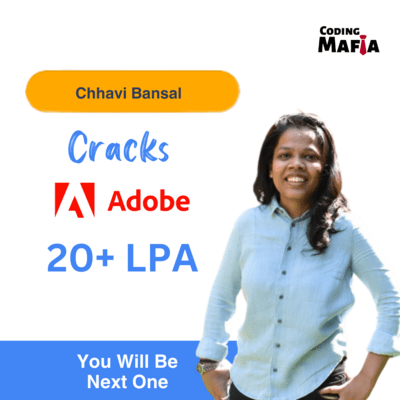 CODING
MAFIA
Chhavi Bansal
Cracks
Adobe
20+ LPA
You Will Be
Next One